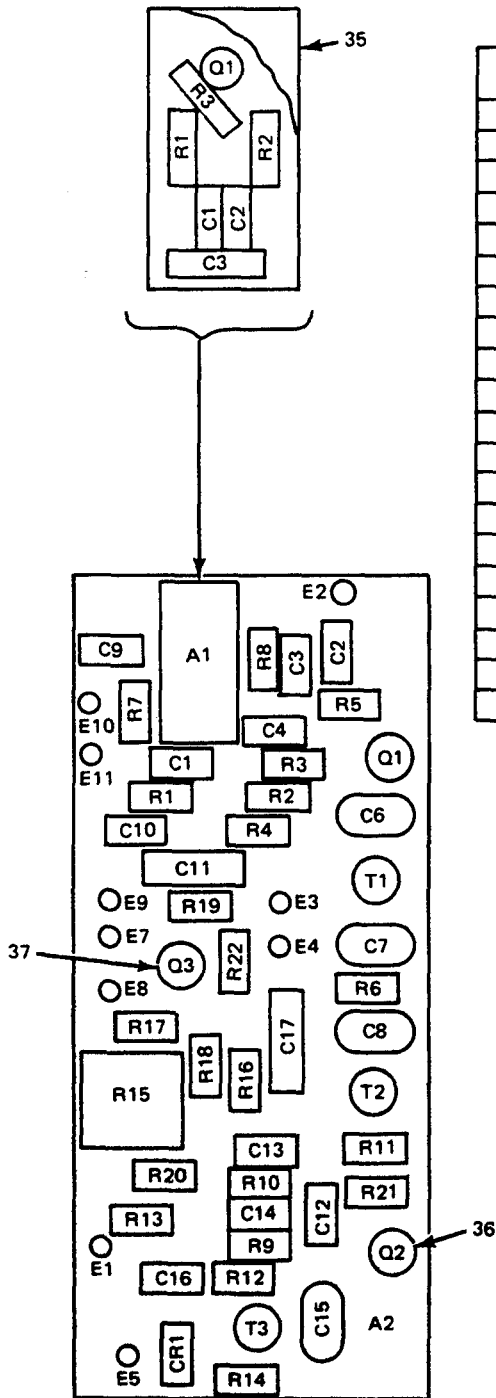 35
Q1
R3
R1
R2
C1
C2
C3
E2
C9
A1
R8
C3
C2
R7
R5
E10
C4
Q1
E11
C1
R3
R1
R2
C6
C10
R4
C11
T1
E9
R19
E3
E7
37
Q3
R22
E4
C7
E8
R6
R17
C17
C8
R18
R16
R15
T2
C13
R11
R20
R10
R21
R13
C14
C12
36
E1
R9
Q2
C16
R12
T3
C15
A2
E5
CR1
R14